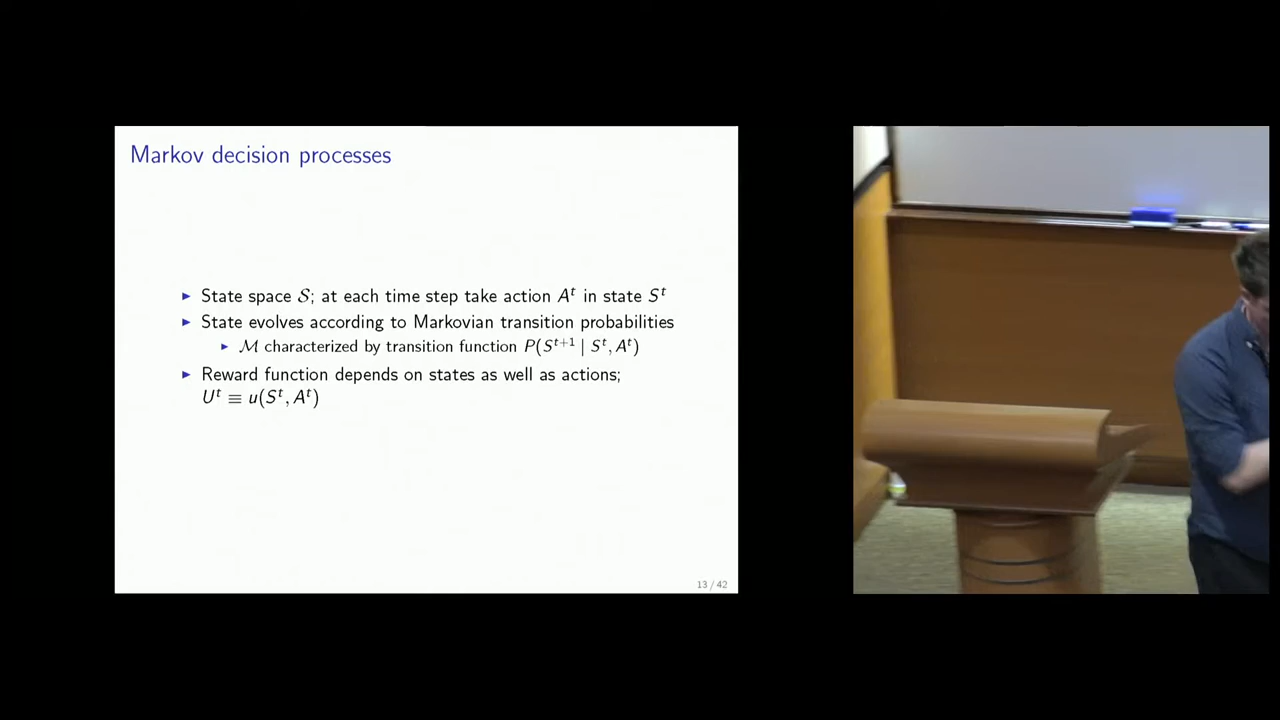 Markov decision processes
▶ State space 𝒮; at each time step take action Aᵗ in state Sᵗ
▶ State evolves according to Markovian transition probabilities
▶ ℳ characterized by transition function P(Sᵗ⁺¹ | Sᵗ, Aᵗ)
▶ Reward function depends on states as well as actions;
Uᵗ ≡ u(Sᵗ, Aᵗ)
13 / 42